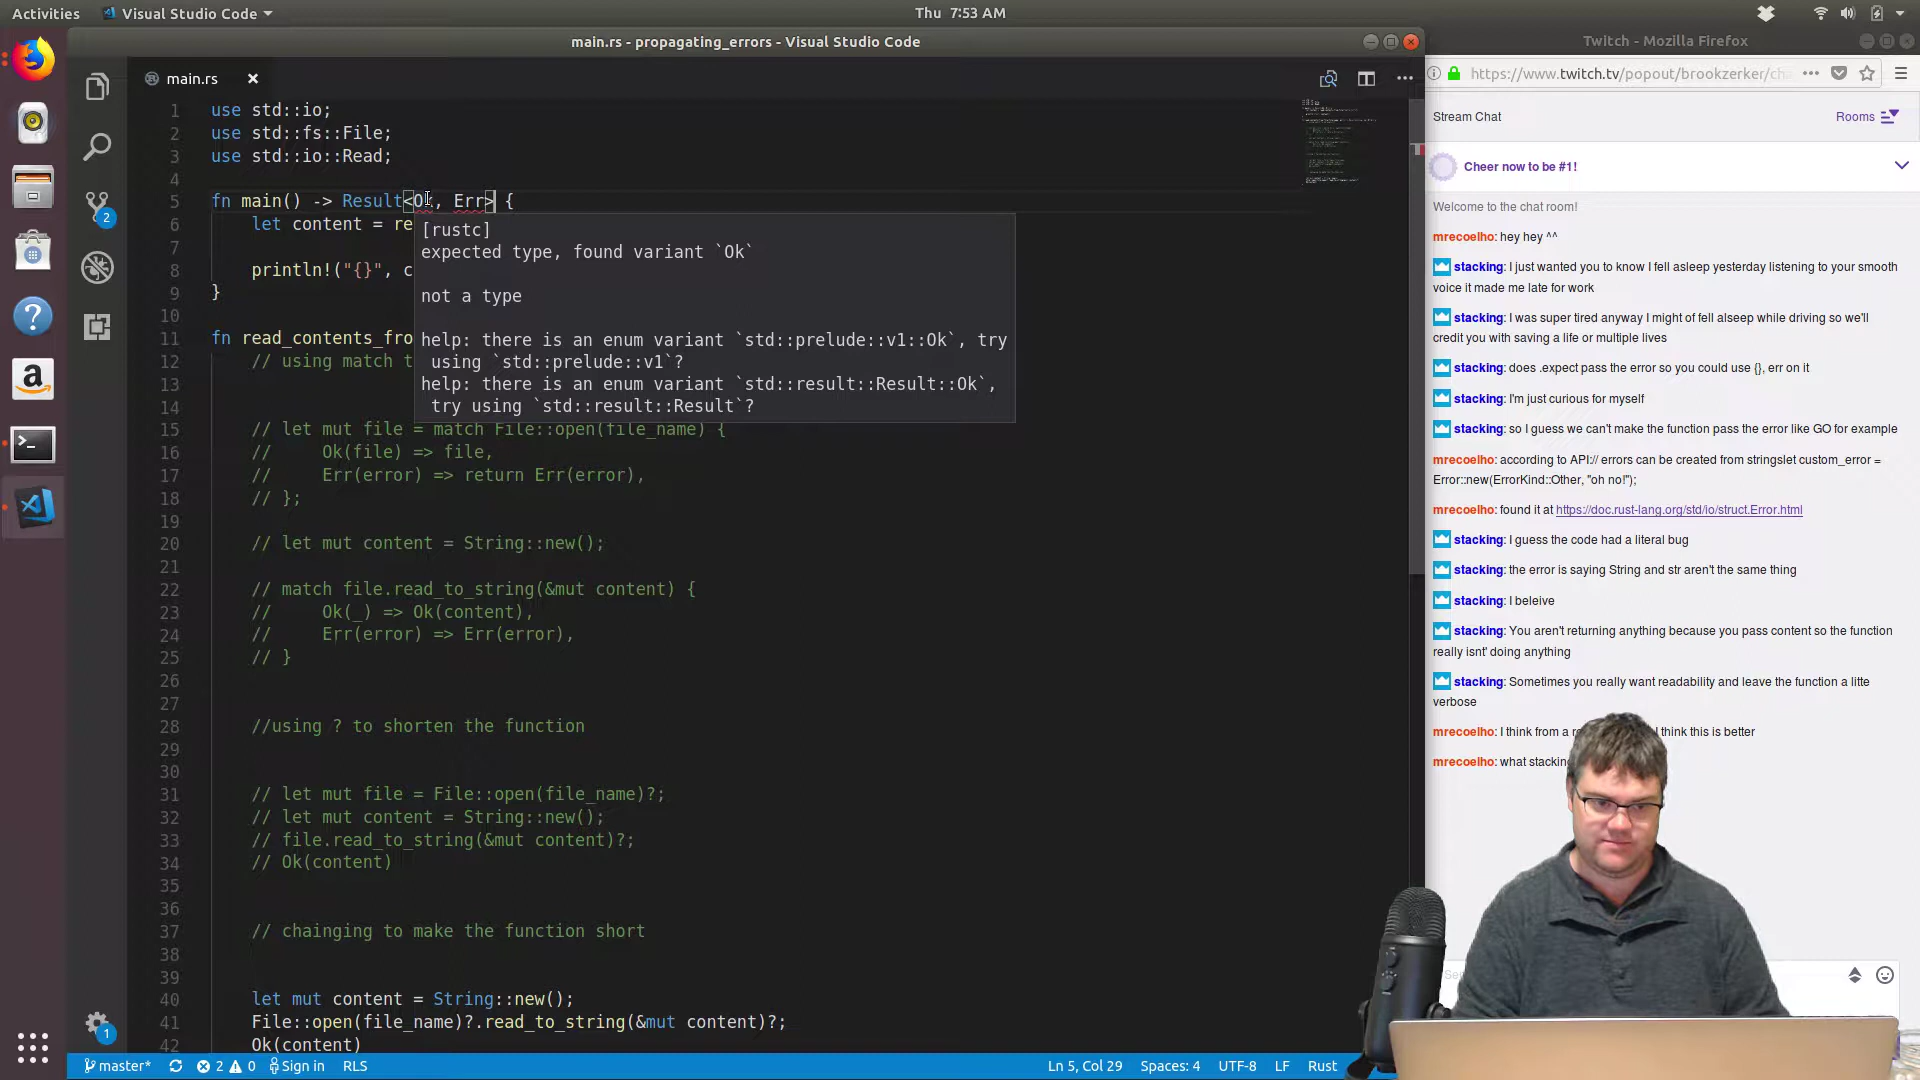 Activities
Visual Studio Code
Thu 7:53 AM
main.rs - propagating_errors - Visual Studio Code
main.rs
1 use std::io;
2 use std::fs::File;
3 use std::io::Read;
4
5 fn main() -> Result<Ok, Err> {
6 let content = re
7
8 println!("{}", c
9 }
10
11 fn read_contents_fro
12 // using match t
13
14
15 // let mut file = match File::open(file_name) {
16 // Ok(file) => file,
17 // Err(error) => return Err(error),
18 // };
19
20 // let mut content = String::new();
21
22 // match file.read_to_string(&mut content) {
23 // Ok(_) => Ok(content),
24 // Err(error) => Err(error),
25 // }
26
27
28 //using ? to shorten the function
29
30
31 // let mut file = File::open(file_name)?;
32 // let mut content = String::new();
33 // file.read_to_string(&mut content)?;
34 // Ok(content)
35
36
37 // chainging to make the function short
38
39
40 let mut content = String::new();
41 File::open(file_name)?.read_to_string(&mut content)?;
42 Ok(content)
[rustc]
expected type, found variant `Ok`
not a type
help: there is an enum variant `std::prelude::v1::Ok`, try
using `std::prelude::v1`?
help: there is an enum variant `std::result::Result::Ok`,
try using `std::result::Result`?
2
1
master*
2
0
Sign in
RLS
Ln 5, Col 29
Spaces: 4
UTF-8
LF
Rust
Twitch - Mozilla Firefox
https://www.twitch.tv/popout/brookzerker/cha
Stream Chat
Rooms
Cheer now to be #1!
Welcome to the chat room!
mrecoelho: hey hey ^^
stacking: I just wanted you to know I fell asleep yesterday listening to your smooth
voice it made me late for work
stacking: I was super tired anyway I might of fell alseep while driving so we'll
credit you with saving a life or multiple lives
stacking: does .expect pass the error so you could use {}, err on it
stacking: I'm just curious for myself
stacking: so I guess we can't make the function pass the error like GO for example
mrecoelho: according to API:// errors can be created from stringslet custom_error =
Error::new(ErrorKind::Other, "oh no!");
mrecoelho: found it at https://doc.rust-lang.org/std/io/struct.Error.html
stacking: I guess the code had a literal bug
stacking: the error is saying String and str aren't the same thing
stacking: I beleive
stacking: You aren't returning anything because you pass content so the function
really isnt' doing anything
stacking: Sometimes you really want readability and leave the function a litte
verbose
mrecoelho: I think from a I think this is better
mrecoelho: what stacking